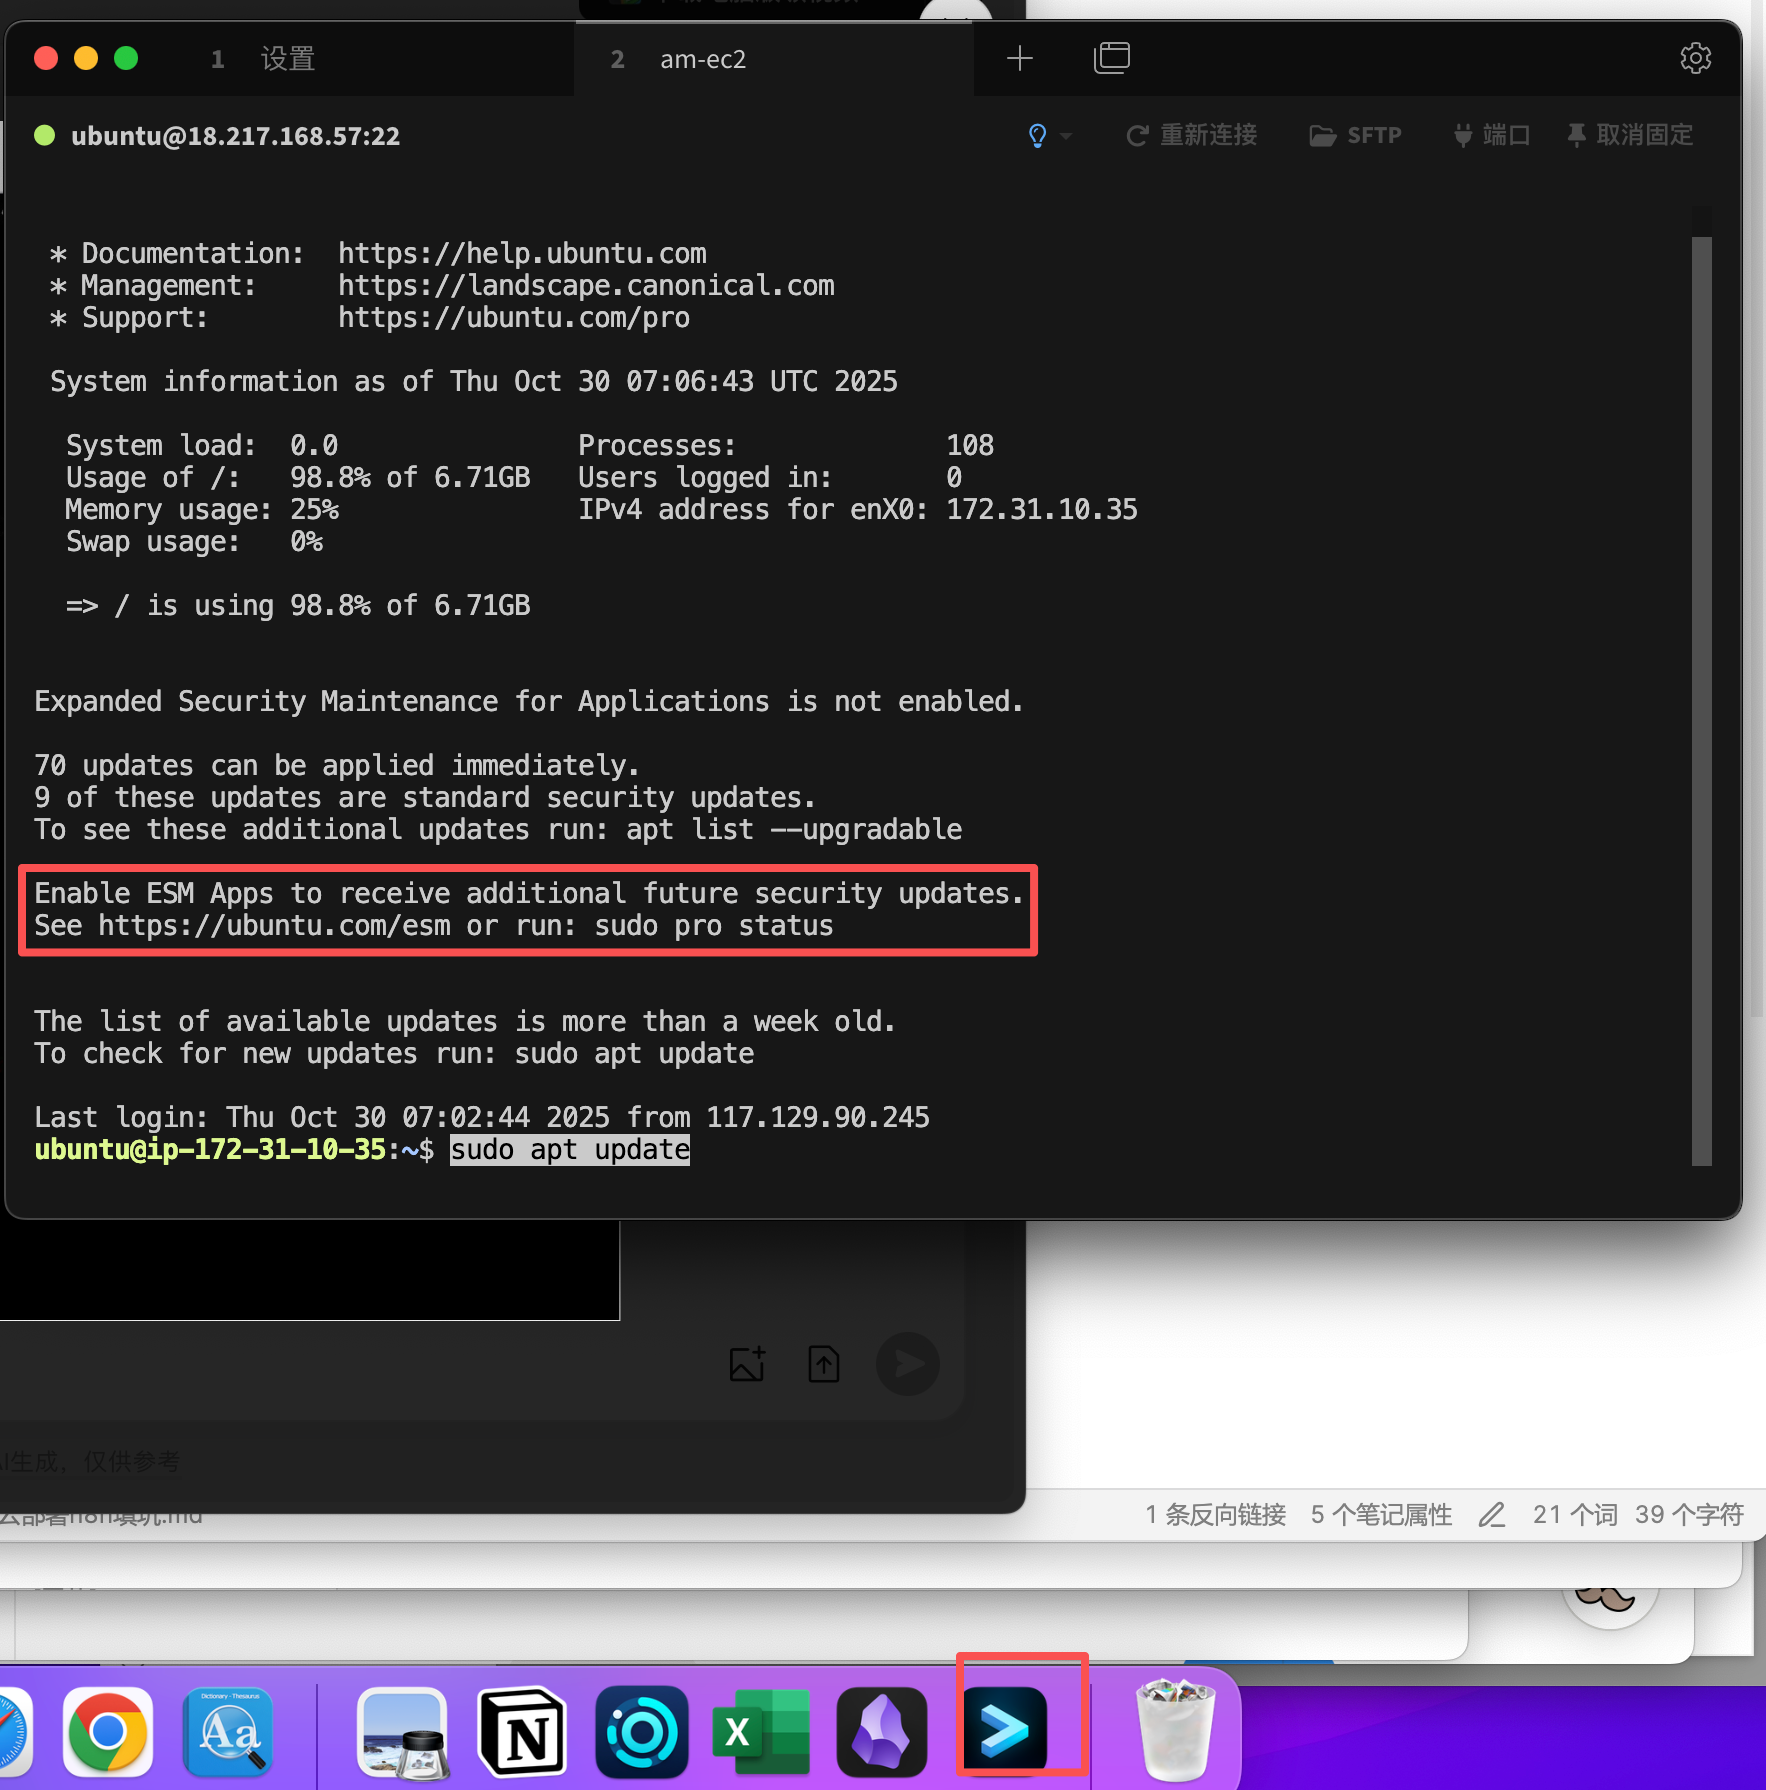 1 设置
2 am-ec2
ubuntu@18.217.168.57:22
重新连接 SFTP 端口 取消固定
* Documentation: https://help.ubuntu.com
* Management: https://landscape.canonical.com
* Support: https://ubuntu.com/pro
System information as of Thu Oct 30 07:06:43 UTC 2025
System load: 0.0 Processes: 108
Usage of /: 98.8% of 6.71GB Users logged in: 0
Memory usage: 25% IPv4 address for enX0: 172.31.10.35
Swap usage: 0%
=> / is using 98.8% of 6.71GB
Expanded Security Maintenance for Applications is not enabled.
70 updates can be applied immediately.
9 of these updates are standard security updates.
To see these additional updates run: apt list --upgradable
Enable ESM Apps to receive additional future security updates.
See https://ubuntu.com/esm or run: sudo pro status
The list of available updates is more than a week old.
To check for new updates run: sudo apt update
Last login: Thu Oct 30 07:02:44 2025 from 117.129.90.245
ubuntu@ip-172-31-10-35:~$ sudo apt update
AI生成，仅供参考
云部署n8n填坑.md
1 条反向链接 5 个笔记属性 21 个词 39 个字符
Dictionary · Thesaurus
Aa
N
X